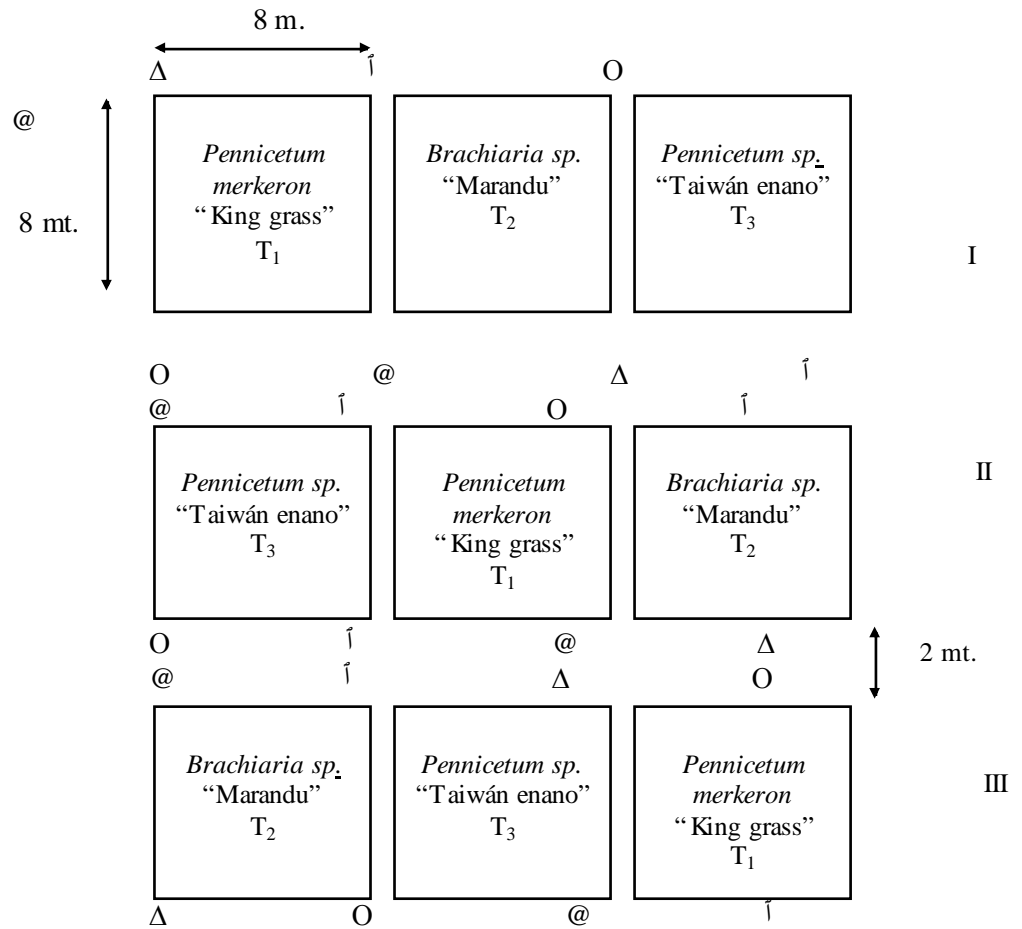 8 m.
Δ آ O
@
8 mt.
Pennicetum
merkeron
“King grass”
T₁
Brachiaria sp.
“Marandu”
T₂
Pennicetum sp.
“Taiwán enano”
T₃
I
O @ Δ آ
@ آ O آ
Pennicetum sp.
“Taiwán enano”
T₃
Pennicetum
merkeron
“King grass”
T₁
Brachiaria sp.
“Marandu”
T₂
II
O آ @ Δ
2 mt.
@ آ Δ O
Brachiaria sp.
“Marandu”
T₂
Pennicetum sp.
“Taiwán enano”
T₃
Pennicetum
merkeron
“King grass”
T₁
III
Δ O @ آ